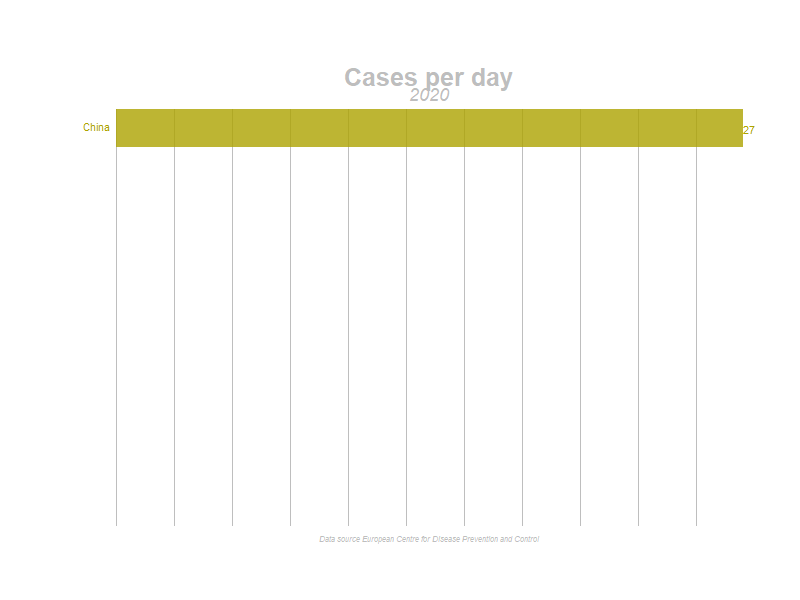 Cases per day
2020
China
27
Data source European Centre for Disease Prevention and Control